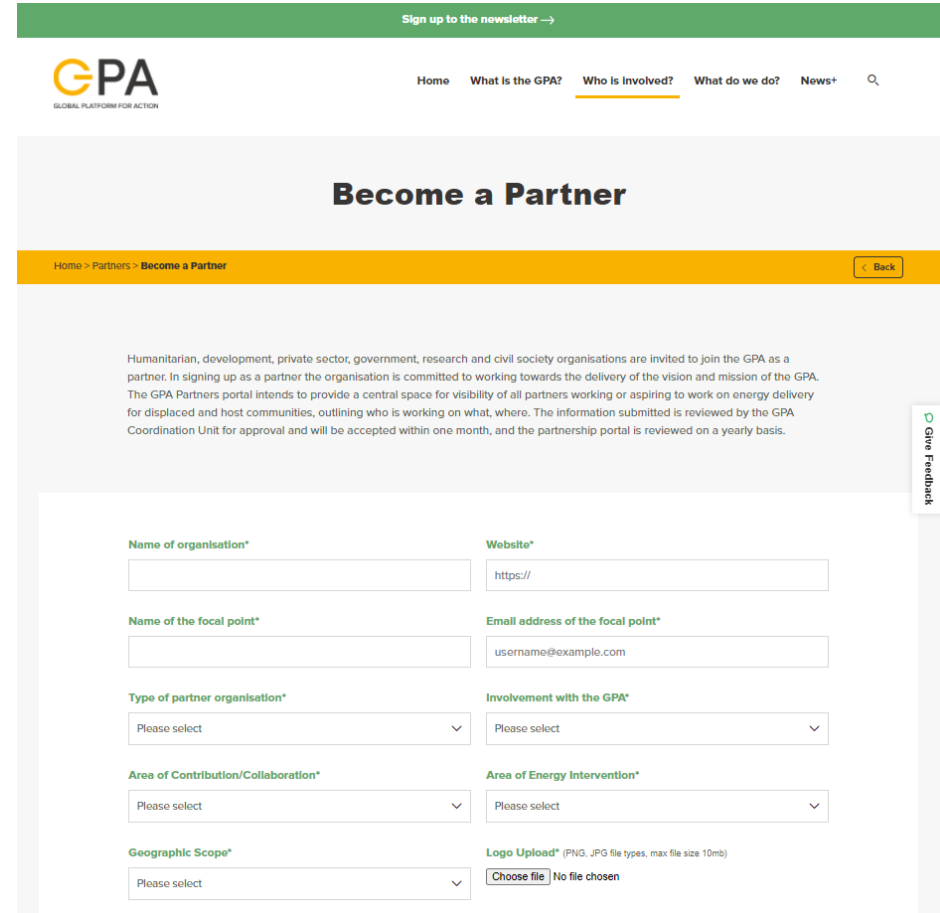 Sign up to the newsletter →
GPA
GLOBAL PLATFORM FOR ACTION
Home What is the GPA? Who is involved? What do we do? News+
Become a Partner
Home > Partners > Become a Partner
< Back
Humanitarian, development, private sector, government, research and civil society organisations are invited to join the GPA as a
partner. In signing up as a partner the organisation is committed to working towards the delivery of the vision and mission of the GPA.
The GPA Partners portal intends to provide a central space for visibility of all partners working or aspiring to work on energy delivery
for displaced and host communities, outlining who is working on what, where. The information submitted is reviewed by the GPA
Coordination Unit for approval and will be accepted within one month, and the partnership portal is reviewed on a yearly basis.
Give Feedback
Name of organisation* Website*
https://
Name of the focal point* Email address of the focal point*
username@example.com
Type of partner organisation* Involvement with the GPA*
Please select Please select
Area of Contribution/Collaboration* Area of Energy Intervention*
Please select Please select
Geographic Scope* Logo Upload* (PNG, JPG file types, max file size 10mb)
Please select Choose file No file chosen